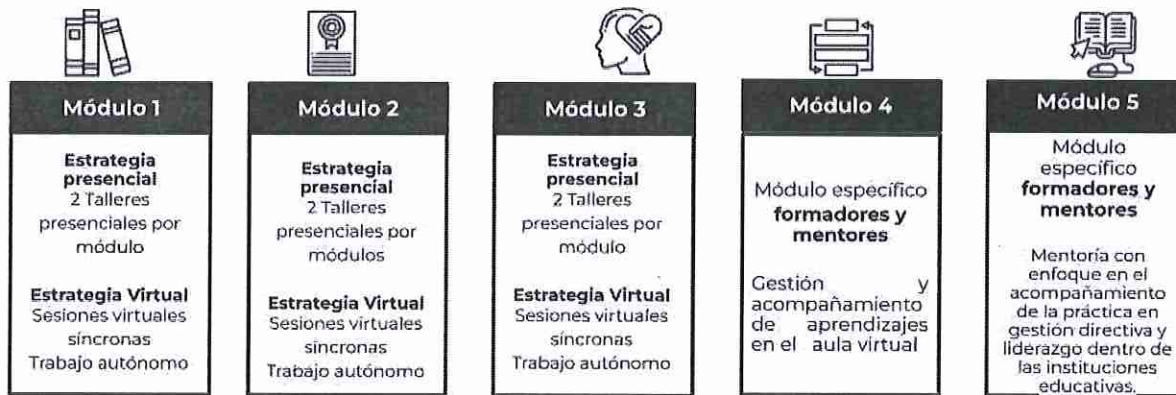 Módulo 1
Estrategia
presencial
2 Talleres
presenciales por
módulo
Estrategia Virtual
Sesiones virtuales
síncronas
Trabajo autónomo
Módulo 2
Estrategia
presencial
2 Talleres
presenciales por
módulos
Estrategia Virtual
Sesiones virtuales
síncronas
Trabajo autónomo
Módulo 3
Estrategia
presencial
2 Talleres
presenciales por
módulo
Estrategia Virtual
Sesiones virtuales
síncronas
Trabajo autónomo
Módulo 4
Módulo específico
formadores y
mentores
Gestión y
acompañamiento
de aprendizajes
en el aula virtual
Módulo 5
Módulo
específico
formadores y
mentores
Mentoría con
enfoque en el
acompañamiento
de la práctica en
gestión directiva y
liderazgo dentro de
las instituciones
educativas.